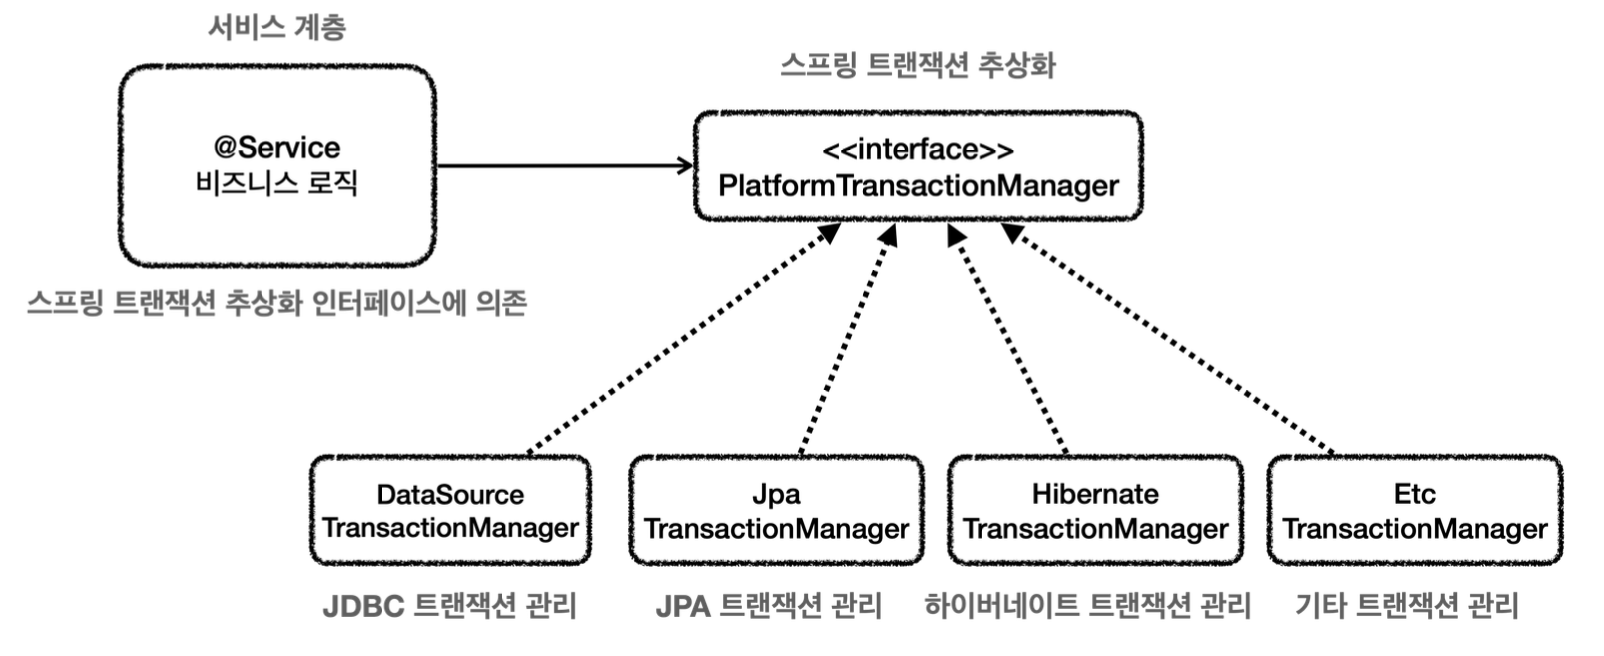 서비스 계층
@Service
비즈니스 로직
스프링 트랜잭션 추상화 인터페이스에 의존
스프링 트랜잭션 추상화
<<interface>>
PlatformTransactionManager
DataSource
TransactionManager
JDBC 트랜잭션 관리
Jpa
TransactionManager
JPA 트랜잭션 관리
Hibernate
TransactionManager
하이버네이트 트랜잭션 관리
Etc
TransactionManager
기타 트랜잭션 관리